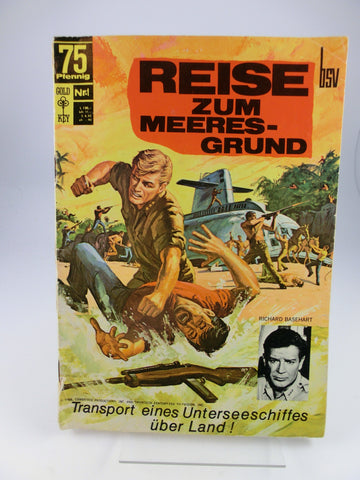 75
Pfennig
GOLD
KEY
Nr. 1
REISE
ZUM
MEERES-
GRUND
bsv
RICHARD BASEHART
Transport eines Unterseeschiffes
über Land!